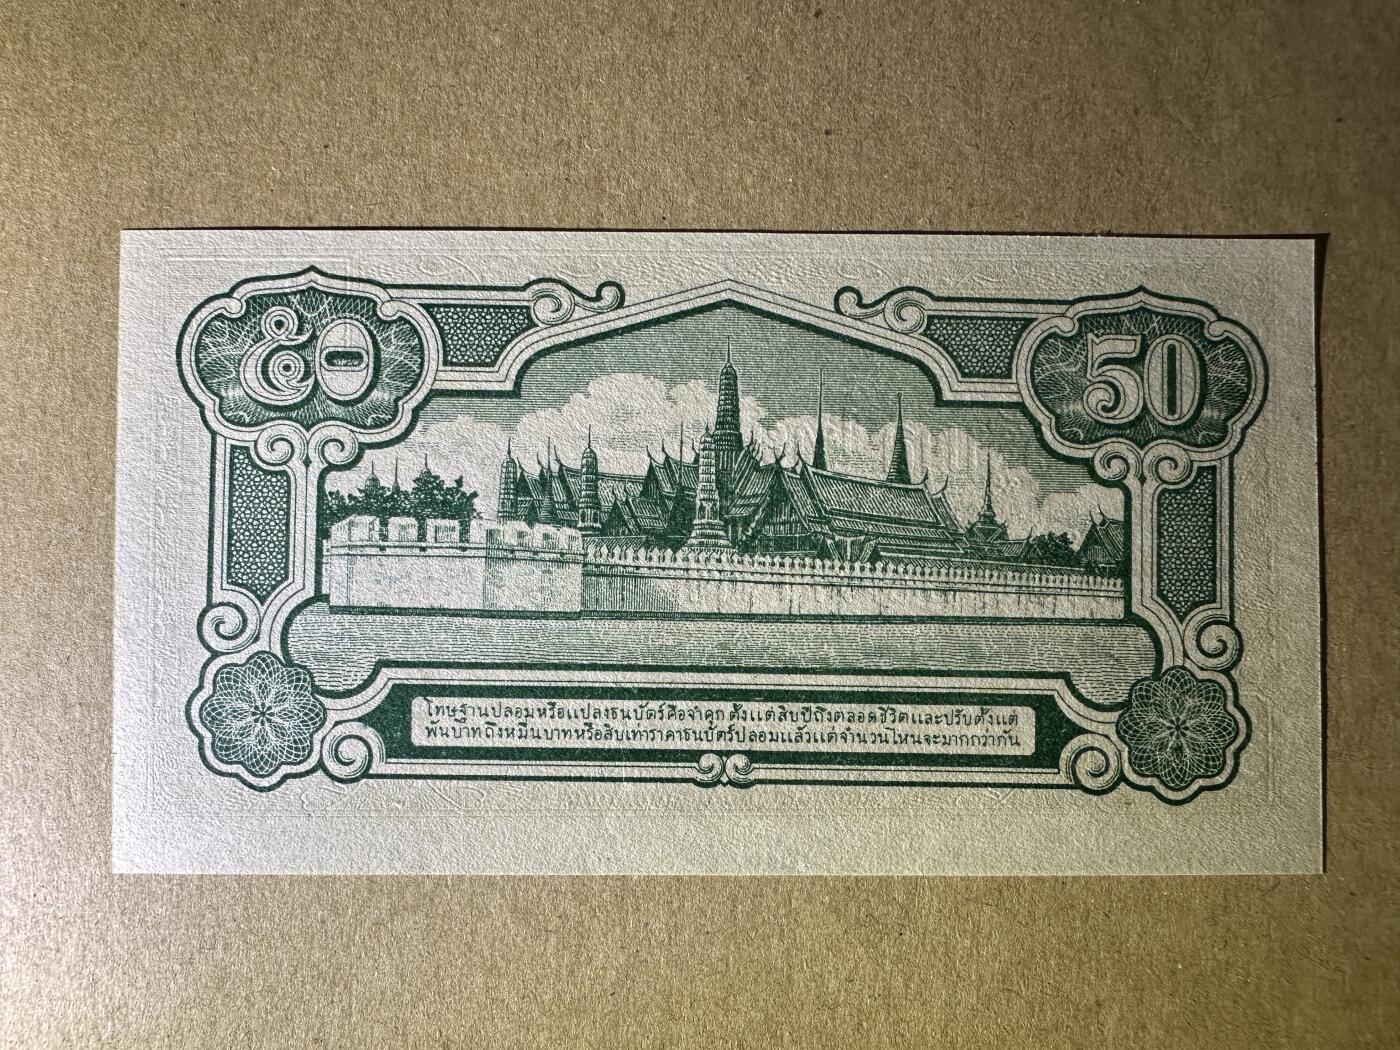 ๕๐
50
โทษฐานปลอมหรือแปลงธนบัตร์คือจำคุก ตั้งแต่สิบปีถึงตลอดชีวิตและปรับตั้งแต่
พันบาทถึงหมื่นบาทหรือสิบเท่าราคาธนบัตร์ปลอมแล้วแต่จำนวนไหนจะมากกว่ากัน